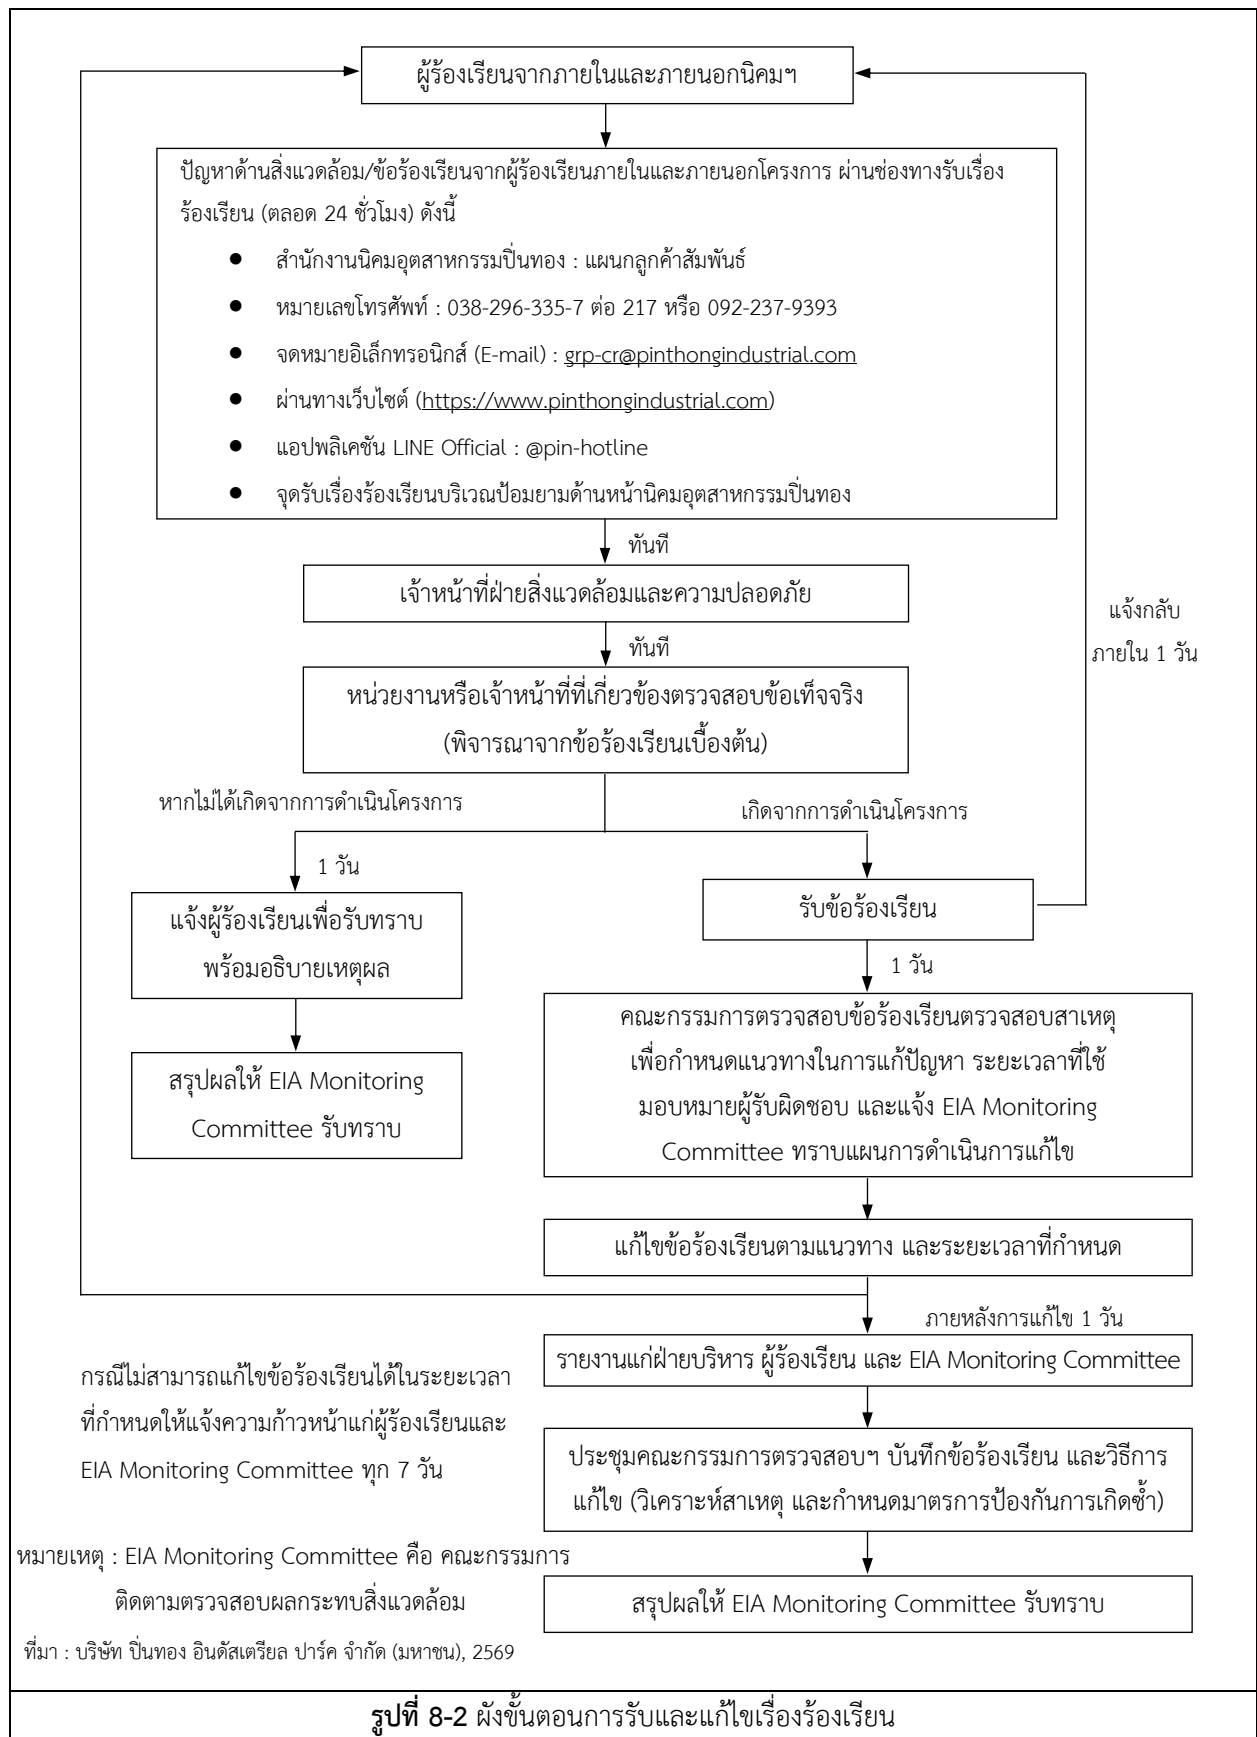 ผู้ร้องเรียนจากภายในและภายนอกนิคมฯ
ปัญหาด้านสิ่งแวดล้อม/ข้อร้องเรียนจากผู้ร้องเรียนภายในและภายนอกโครงการ ผ่านช่องทางรับเรื่อง
ร้องเรียน (ตลอด 24 ชั่วโมง) ดังนี้
● สำนักงานนิคมอุตสาหกรรมปิ่นทอง : แผนกลูกค้าสัมพันธ์
● หมายเลขโทรศัพท์ : 038-296-335-7 ต่อ 217 หรือ 092-237-9393
● จดหมายอิเล็กทรอนิกส์ (E-mail) : grp-cr@pinthongindustrial.com
● ผ่านทางเว็บไซต์ (https://www.pinthongindustrial.com)
● แอปพลิเคชัน LINE Official : @pin-hotline
● จุดรับเรื่องร้องเรียนบริเวณป้อมยามด้านหน้านิคมอุตสาหกรรมปิ่นทอง
ทันที
เจ้าหน้าที่ฝ่ายสิ่งแวดล้อมและความปลอดภัย
แจ้งกลับ
ภายใน 1 วัน
ทันที
หน่วยงานหรือเจ้าหน้าที่ที่เกี่ยวข้องตรวจสอบข้อเท็จจริง
(พิจารณาจากข้อร้องเรียนเบื้องต้น)
หากไม่ได้เกิดจากการดำเนินโครงการ
เกิดจากการดำเนินโครงการ
1 วัน
แจ้งผู้ร้องเรียนเพื่อรับทราบ
พร้อมอธิบายเหตุผล
สรุปผลให้ EIA Monitoring
Committee รับทราบ
รับข้อร้องเรียน
1 วัน
คณะกรรมการตรวจสอบข้อร้องเรียนตรวจสอบสาเหตุ
เพื่อกำหนดแนวทางในการแก้ปัญหา ระยะเวลาที่ใช้
มอบหมายผู้รับผิดชอบ และแจ้ง EIA Monitoring
Committee ทราบแผนการดำเนินการแก้ไข
แก้ไขข้อร้องเรียนตามแนวทาง และระยะเวลาที่กำหนด
ภายหลังการแก้ไข 1 วัน
รายงานแก่ฝ่ายบริหาร ผู้ร้องเรียน และ EIA Monitoring Committee
ประชุมคณะกรรมการตรวจสอบฯ บันทึกข้อร้องเรียน และวิธีการ
แก้ไข (วิเคราะห์สาเหตุ และกำหนดมาตรการป้องกันการเกิดซ้ำ)
สรุปผลให้ EIA Monitoring Committee รับทราบ
กรณีไม่สามารถแก้ไขข้อร้องเรียนได้ในระยะเวลา
ที่กำหนดให้แจ้งความก้าวหน้าแก่ผู้ร้องเรียนและ
EIA Monitoring Committee ทุก 7 วัน
หมายเหตุ : EIA Monitoring Committee คือ คณะกรรมการ
ติดตามตรวจสอบผลกระทบสิ่งแวดล้อม
ที่มา : บริษัท ปิ่นทอง อินดัสเตรียล ปาร์ค จำกัด (มหาชน), 2569
รูปที่ 8-2 ผังขั้นตอนการรับและแก้ไขเรื่องร้องเรียน